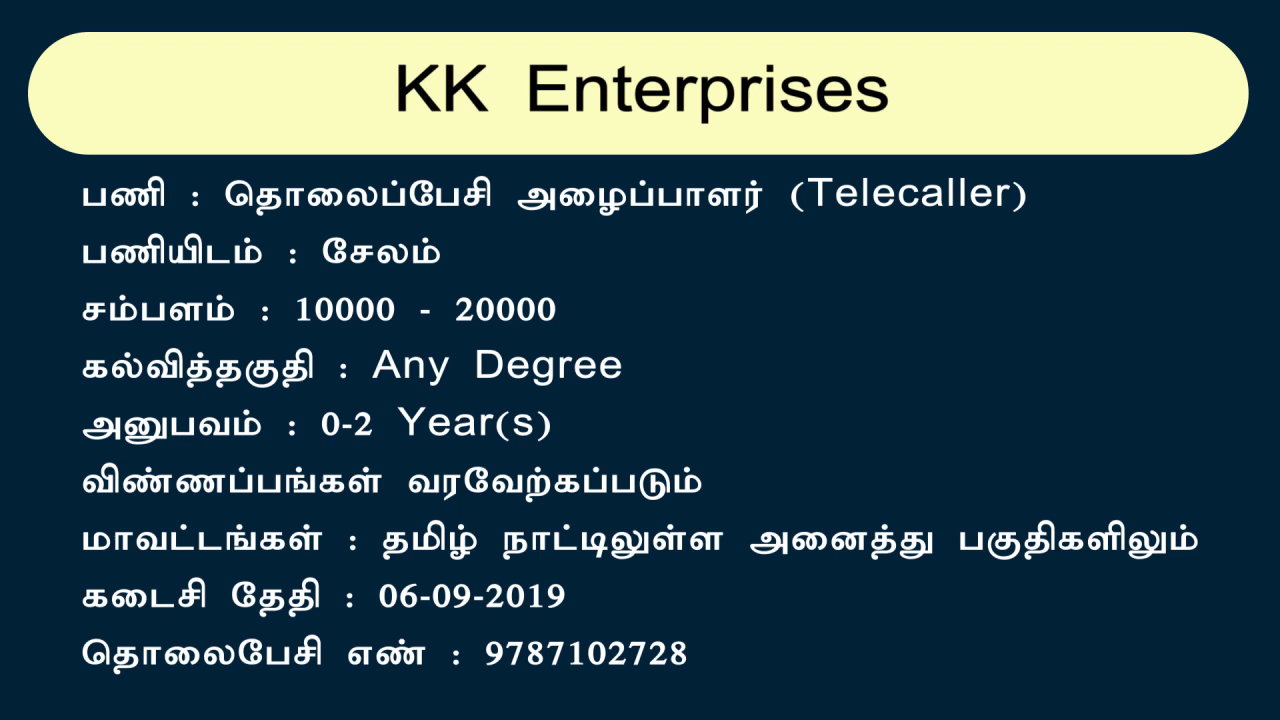 KK Enterprises
பணி : தொலைப்பேசி அழைப்பாளர் (Telecaller)
பணியிடம் : சேலம்
சம்பளம் : 10000 - 20000
கல்வித்தகுதி : Any Degree
அனுபவம் : 0-2 Year(s)
விண்ணப்பங்கள் வரவேற்கப்படும்
மாவட்டங்கள் : தமிழ் நாட்டிலுள்ள அனைத்து பகுதிகளிலும்
கடைசி தேதி : 06-09-2019
தொலைபேசி எண் : 9787102728